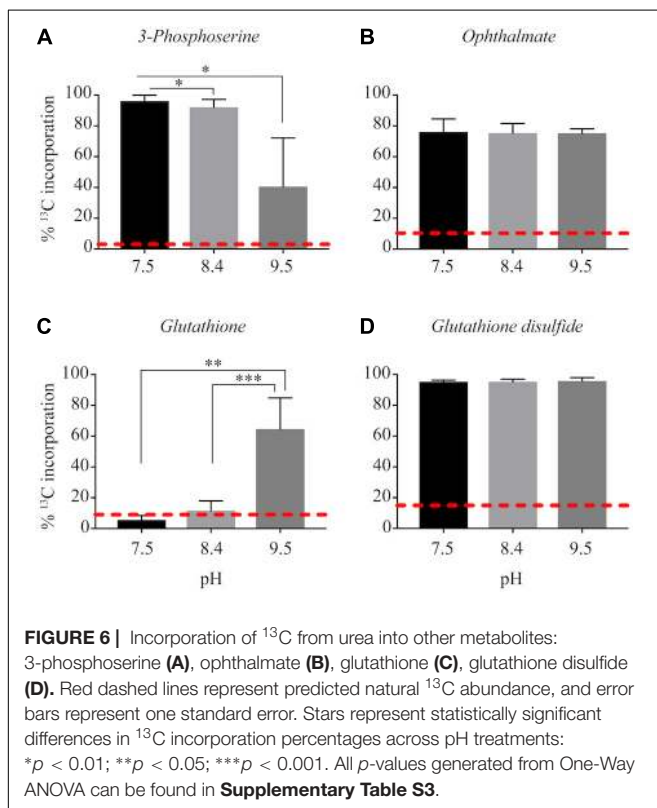 A
3-Phosphoserine
*
*
100
80
60
40
20
0
% ¹³C incorporation
7.5 8.4 9.5
B
Ophthalmate
100
80
60
40
20
0
7.5 8.4 9.5
C
Glutathione
**
***
100
80
60
40
20
0
% ¹³C incorporation
7.5 8.4 9.5
pH
D
Glutathione disulfide
100
80
60
40
20
0
7.5 8.4 9.5
pH
FIGURE 6 | Incorporation of ¹³C from urea into other metabolites:
3-phosphoserine (A), ophthalmate (B), glutathione (C), glutathione disulfide
(D). Red dashed lines represent predicted natural ¹³C abundance, and error
bars represent one standard error. Stars represent statistically significant
differences in ¹³C incorporation percentages across pH treatments:
*p < 0.01; **p < 0.05; ***p < 0.001. All p-values generated from One-Way
ANOVA can be found in Supplementary Table S3.